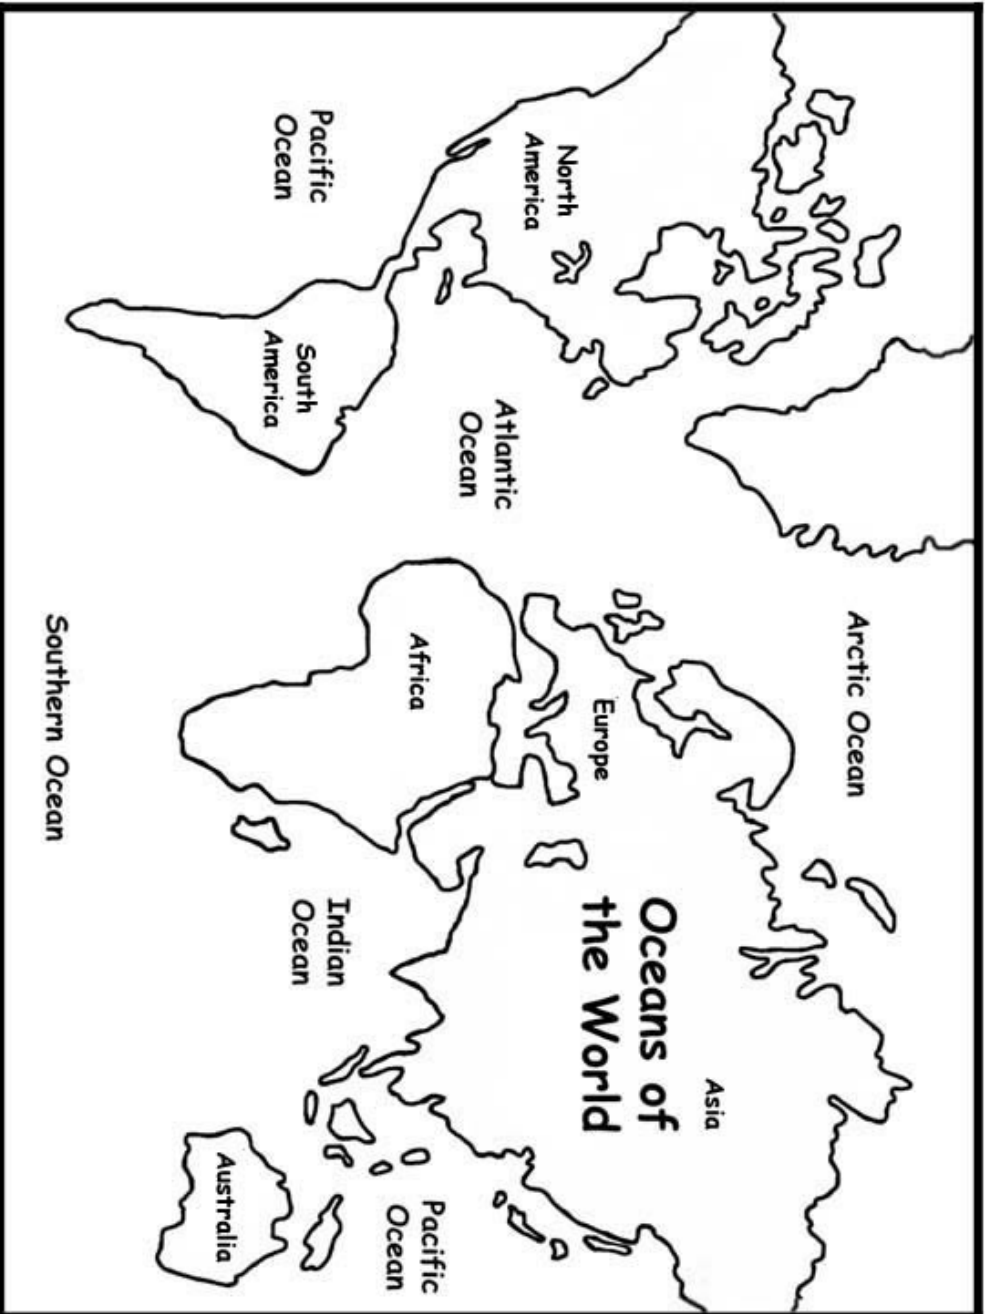 Arctic Ocean
Asia
Oceans of
the World
Europe
North
America
Atlantic
Ocean
Africa
Pacific
Ocean
Pacific
Ocean
South
America
Indian
Ocean
Australia
Southern Ocean